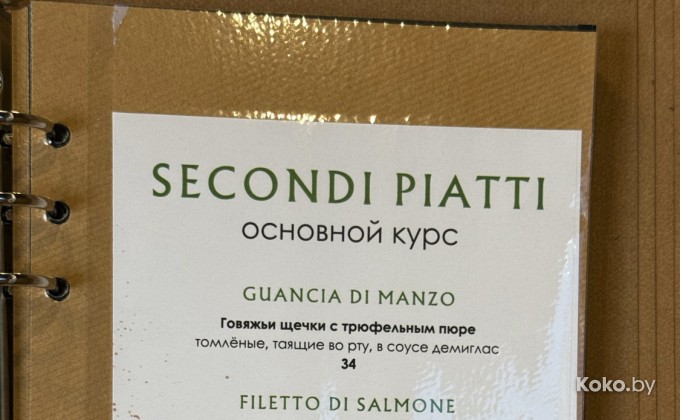 SECONDI PIATTI
основной курс
GUANCIA DI MANZO
Говяжьи щечки с трюфельным пюре
томлёные, таящие во рту, в соусе демиглас
34
FILETTO DI SALMONE
Koko.by